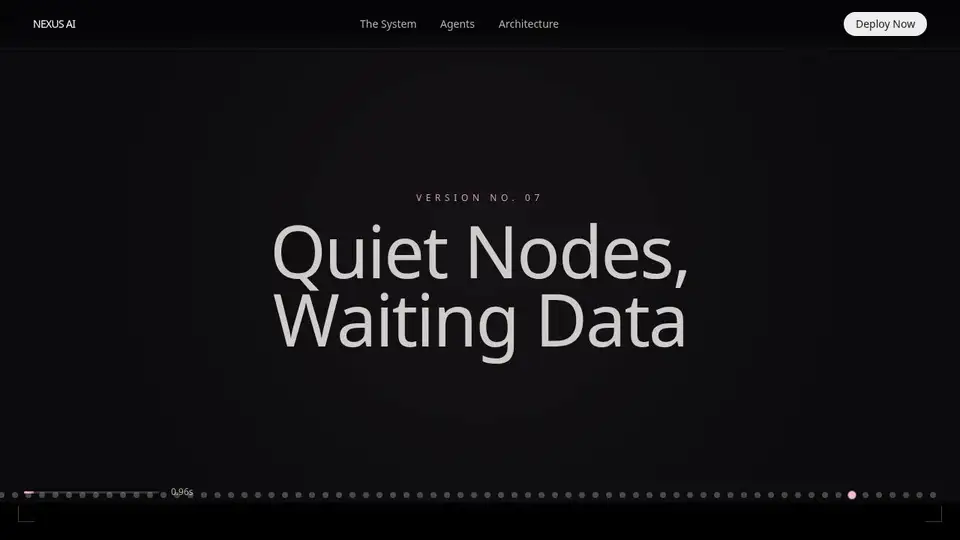 NEXUS AI
The System
Agents
Architecture
Deploy Now
VERSION NO. 07
Quiet Nodes,
Waiting Data
0.96s